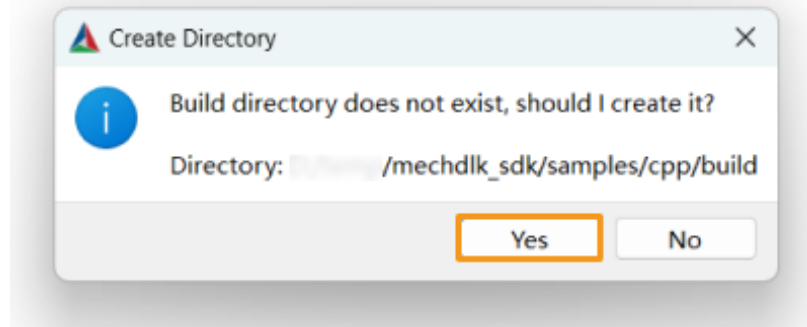 Create Directory
Build directory does not exist, should I create it?
Directory: /mechdlk_sdk/samples/cpp/build
Yes
No